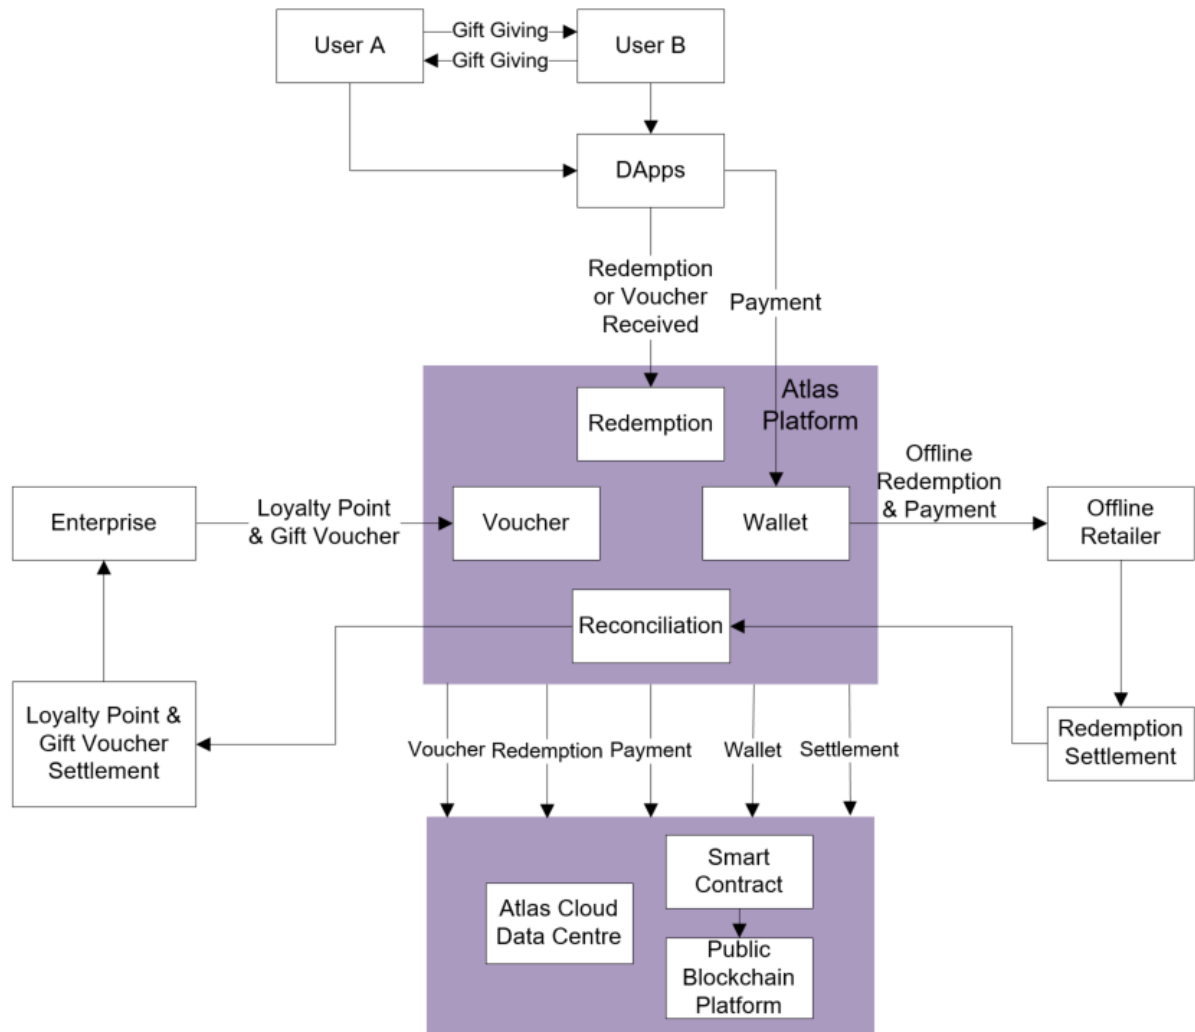 User A
Gift Giving
User B
Gift Giving
DApps
Redemption
or Voucher
Received
Payment
Atlas
Platform
Redemption
Offline
Redemption
& Payment
Enterprise
Loyalty Point
& Gift Voucher
Voucher
Wallet
Offline
Retailer
Reconciliation
Loyalty Point &
Gift Voucher
Settlement
Redemption
Settlement
Voucher
Redemption
Payment
Wallet
Settlement
Atlas Cloud
Data Centre
Smart
Contract
Public
Blockchain
Platform